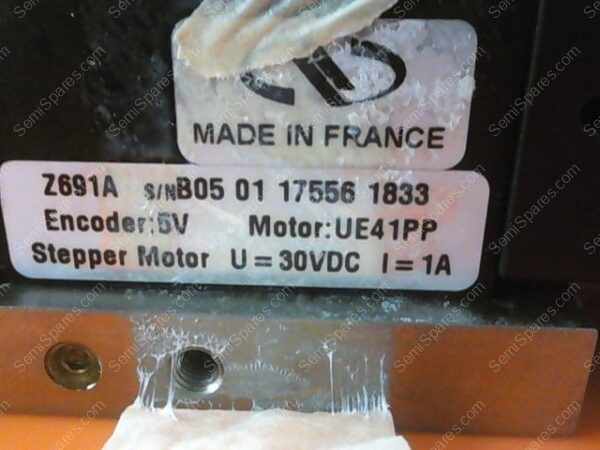 MADE IN FRANCE
Z691A S/N B05 01 17556 1833
Encoder:5V Motor:UE41PP
Stepper Motor U=30VDC I=1A
SemiSpares.com